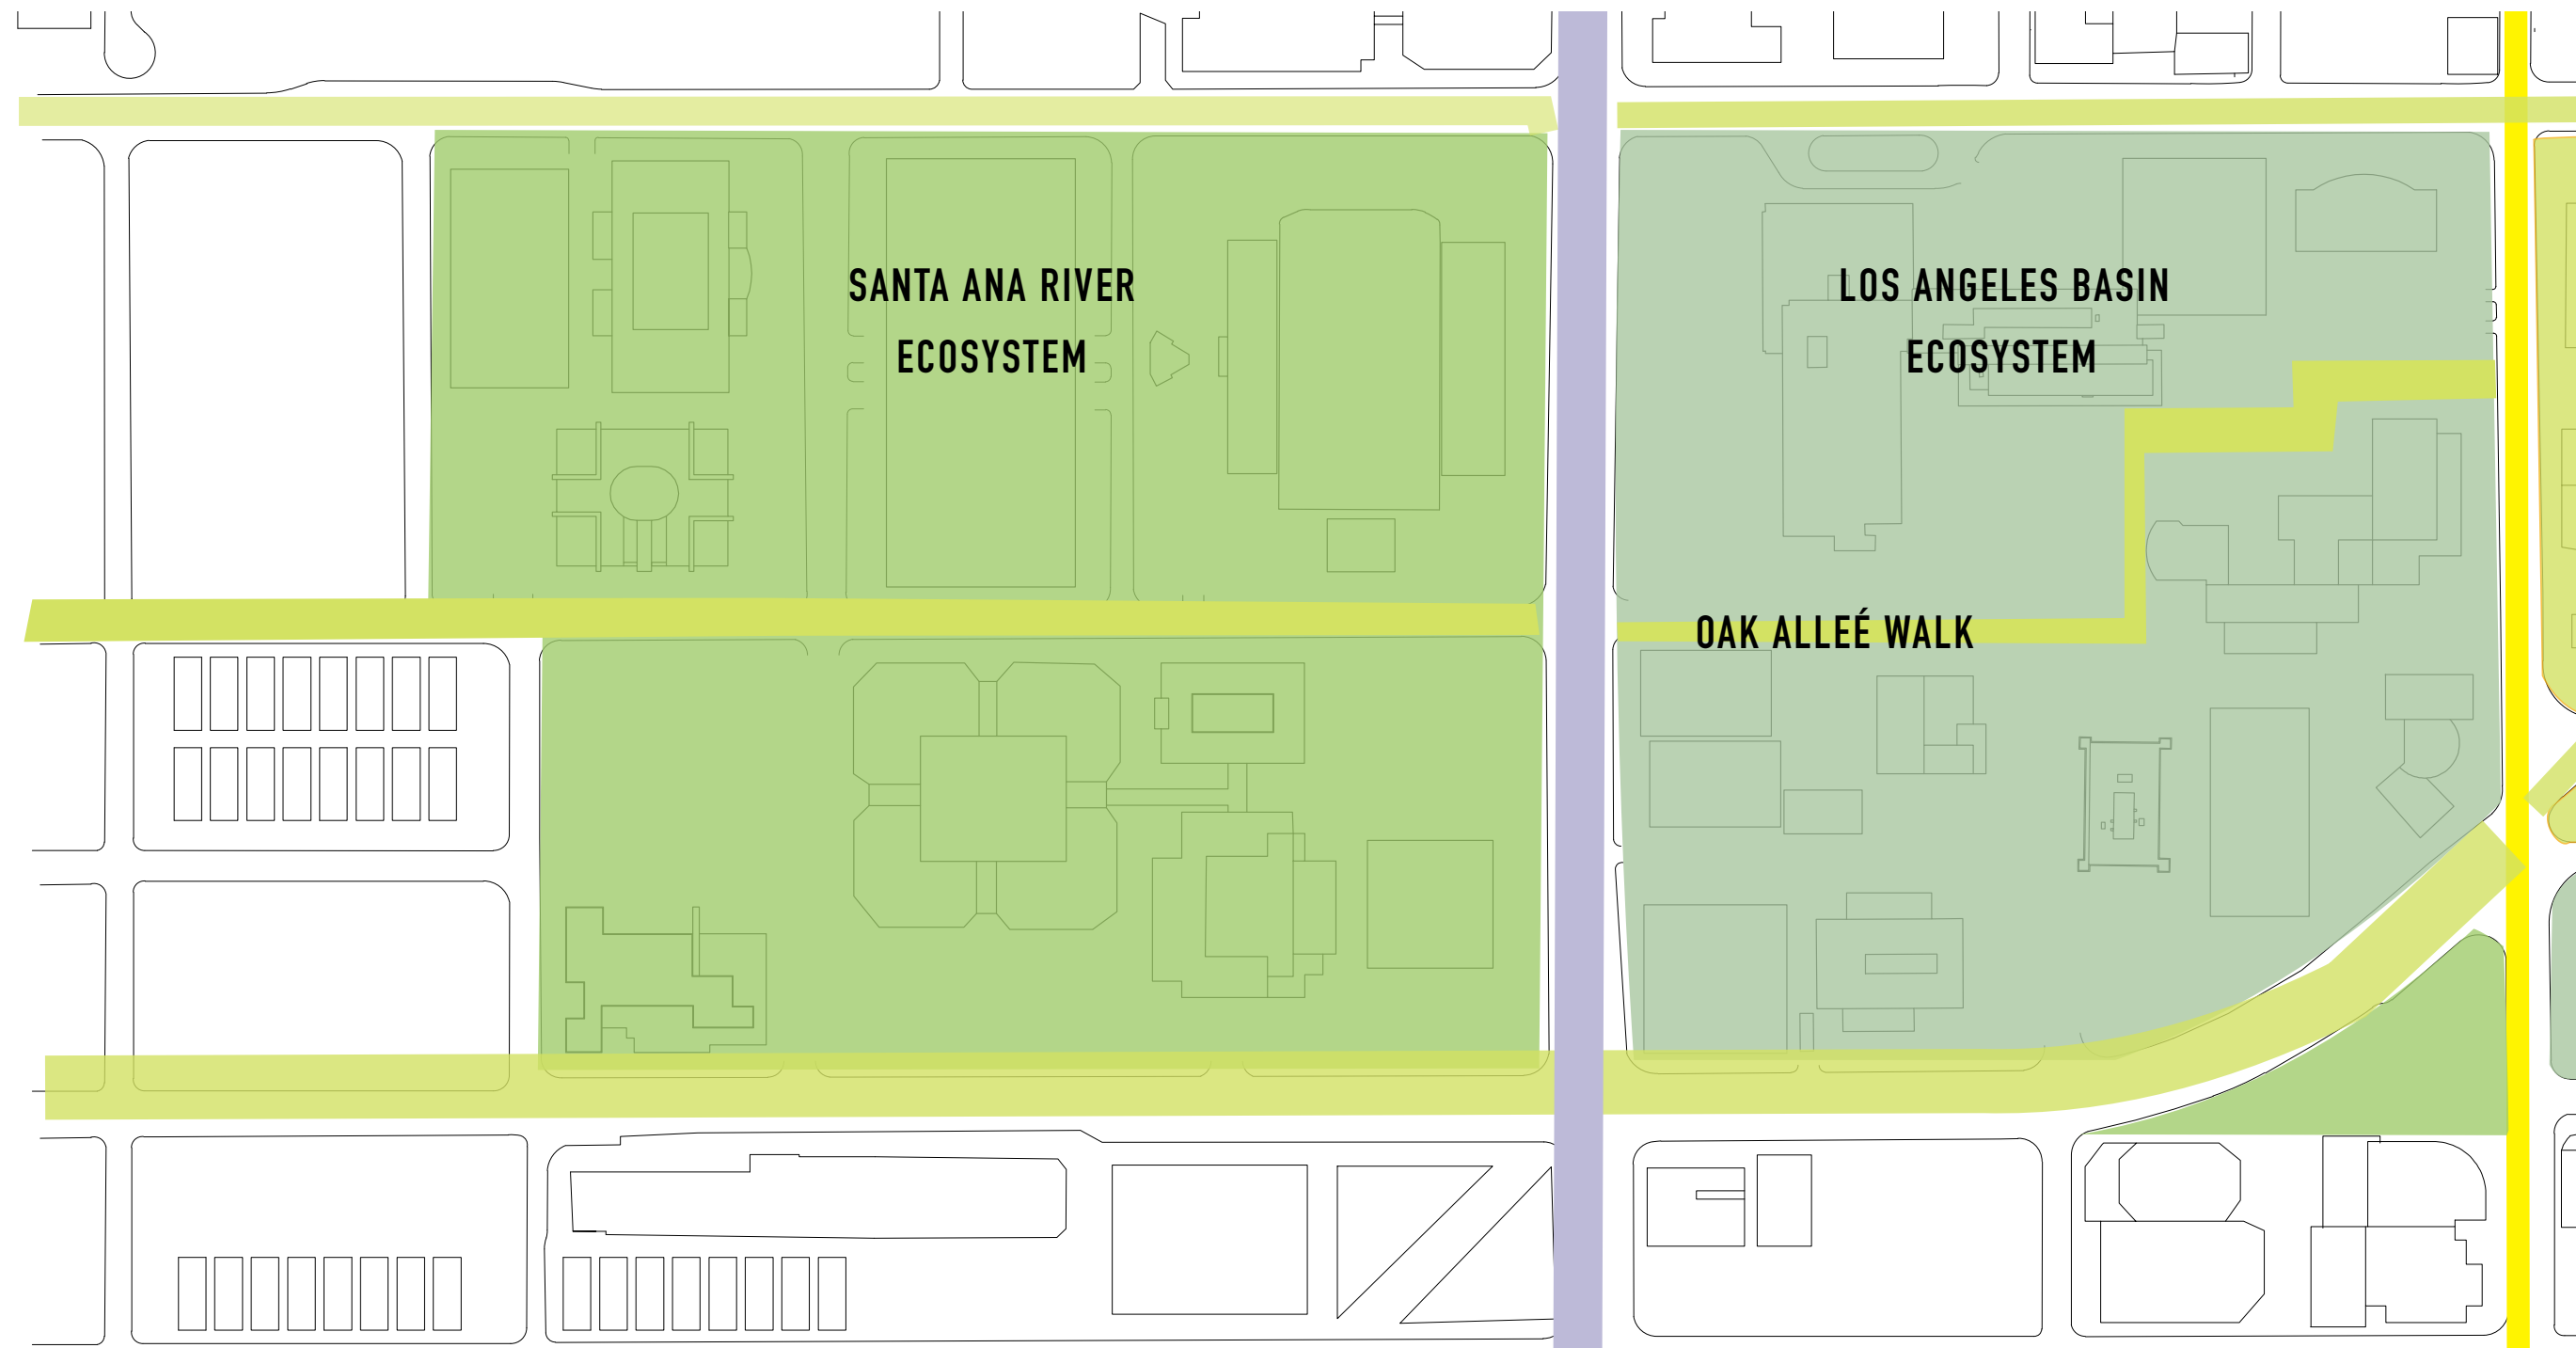 SANTA ANA RIVER
ECOSYSTEM
LOS ANGELES BASIN
ECOSYSTEM
OAK ALLEÉ WALK